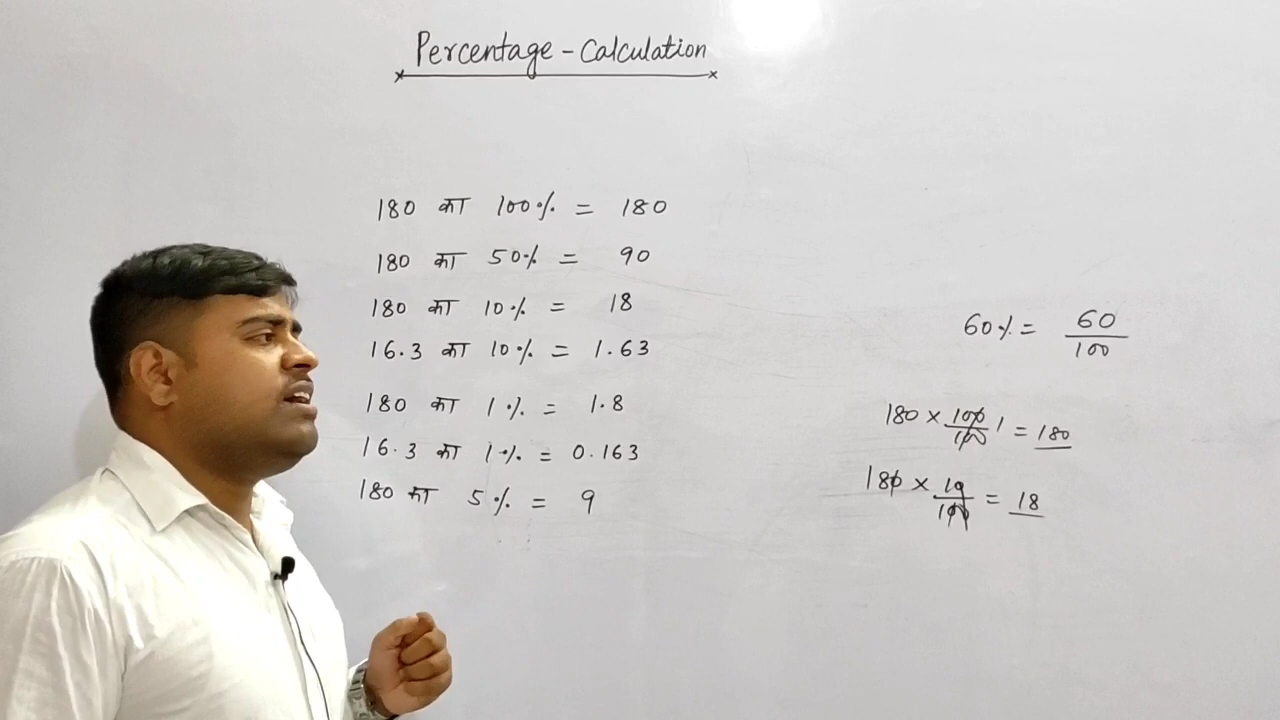 Percentage - Calculation
180 का 100% = 180
180 का 50% = 90
180 का 10% = 18
16.3 का 10% = 1.63
180 का 1% = 1.8
16.3 का 1% = 0.163
180 का 5% = 9
60% = 60/100
180 × 100/100 1 = 180
180 × 10/100 = 18